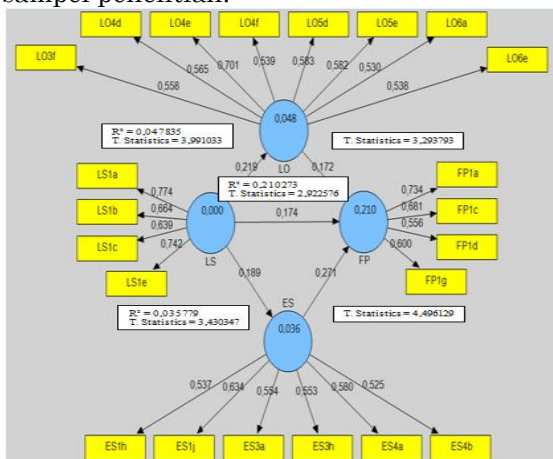 sampel penelitian.
LO4d LO4e LO4f LO5d LO5e LO6a
LO3f LO6e
0,565 0,701 0,539 0,583 0,582 0,530
0,558 0,538
0,048
LO
R² = 0,047835
T. Statistics = 3,991033
T. Statistics = 3,293793
0,219 0,172
R² = 0,210273
T. Statistics = 2,922576
LS1a 0,774
LS1b 0,664
LS1c 0,639
LS1e 0,742
0,000
LS
0,174
0,210
FP
0,734 FP1a
0,681 FP1c
0,556 FP1d
0,600 FP1g
0,189 0,271
R² = 0,035779
T. Statistics = 3,430347
T. Statistics = 4,496129
ES
0,036
0,537 0,634 0,554 0,553 0,580 0,525
ES1h ES1j ES3a ES3h ES4a ES4b